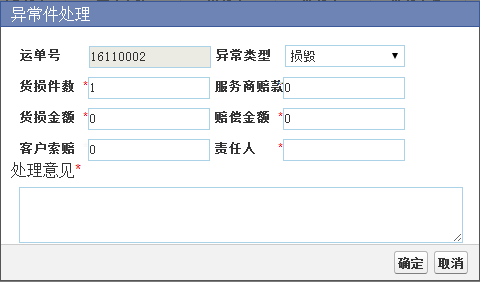 异常件处理
运单号 16110002 异常类型 损毁
货损件数 *1 服务商赔款0
货损金额 *0 赔偿金额 *0
客户索赔 0 责任人 *
处理意见*
确定 取消